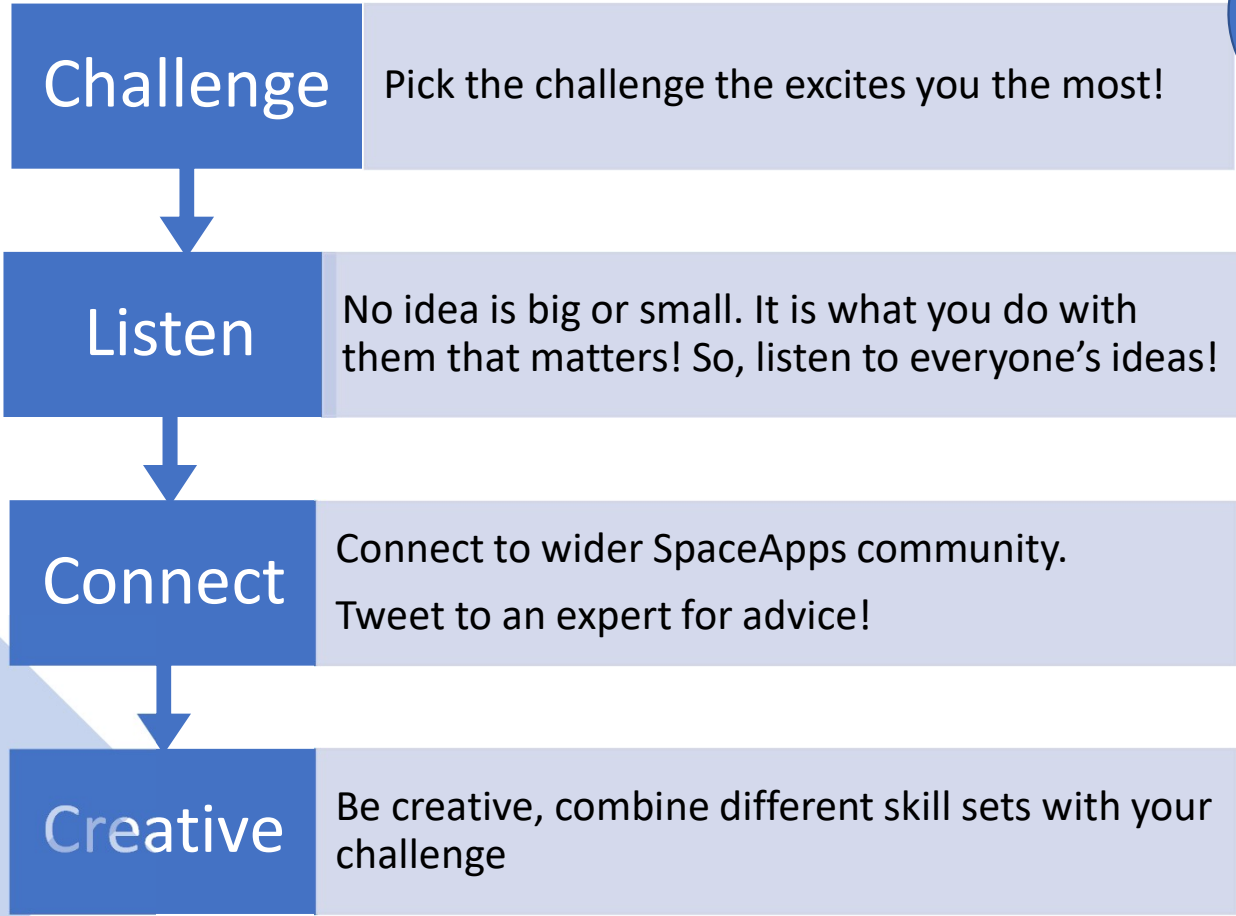 Challenge
Pick the challenge the excites you the most!
Listen
No idea is big or small. It is what you do with
them that matters! So, listen to everyone’s ideas!
Connect
Connect to wider SpaceApps community.
Tweet to an expert for advice!
Creative
Be creative, combine different skill sets with your
challenge